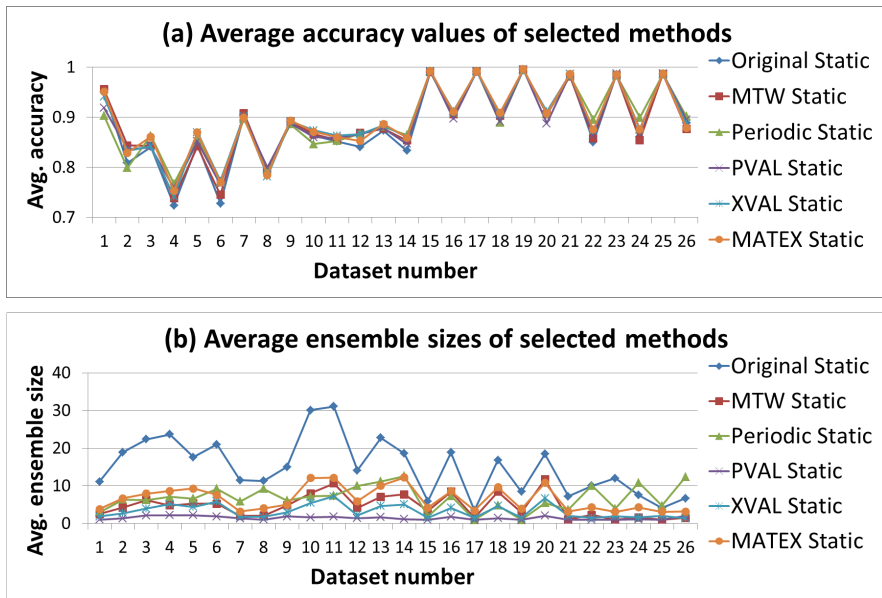 (a) Average accuracy values of selected methods
Avg. accuracy
1
0.9
0.8
0.7
1 2 3 4 5 6 7 8 9 10 11 12 13 14 15 16 17 18 19 20 21 22 23 24 25 26
Dataset number
Original Static
MTW Static
Periodic Static
PVAL Static
XVAL Static
MATEX Static
(b) Average ensemble sizes of selected methods
Avg. ensemble size
40
30
20
10
0
1 2 3 4 5 6 7 8 9 10 11 12 13 14 15 16 17 18 19 20 21 22 23 24 25 26
Dataset number
Original Static
MTW Static
Periodic Static
PVAL Static
XVAL Static
MATEX Static